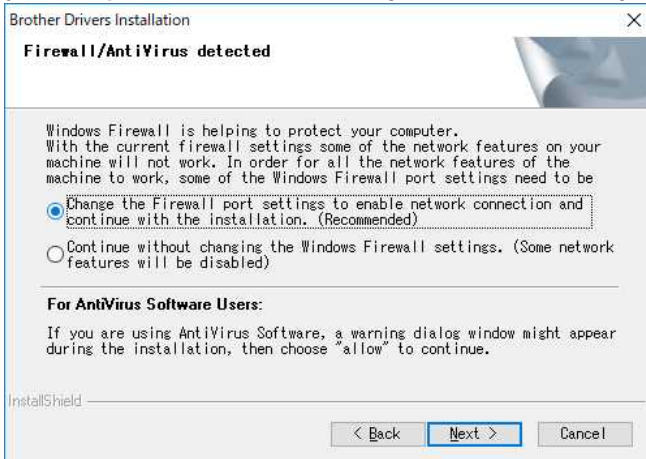 Brother Drivers Installation
Firewall/AntiVirus detected
Windows Firewall is helping to protect your computer.
With the current firewall settings some of the network features on your
machine will not work. In order for all the network features of the
machine to work, some of the Windows Firewall port settings need to be
Change the Firewall port settings to enable network connection and
continue with the installation. (Recommended)
Continue without changing the Windows Firewall settings. (Some network
features will be disabled)
For AntiVirus Software Users:
If you are using AntiVirus Software, a warning dialog window might appear
during the installation, then choose "allow" to continue.
InstallShield
< Back Next > Cancel